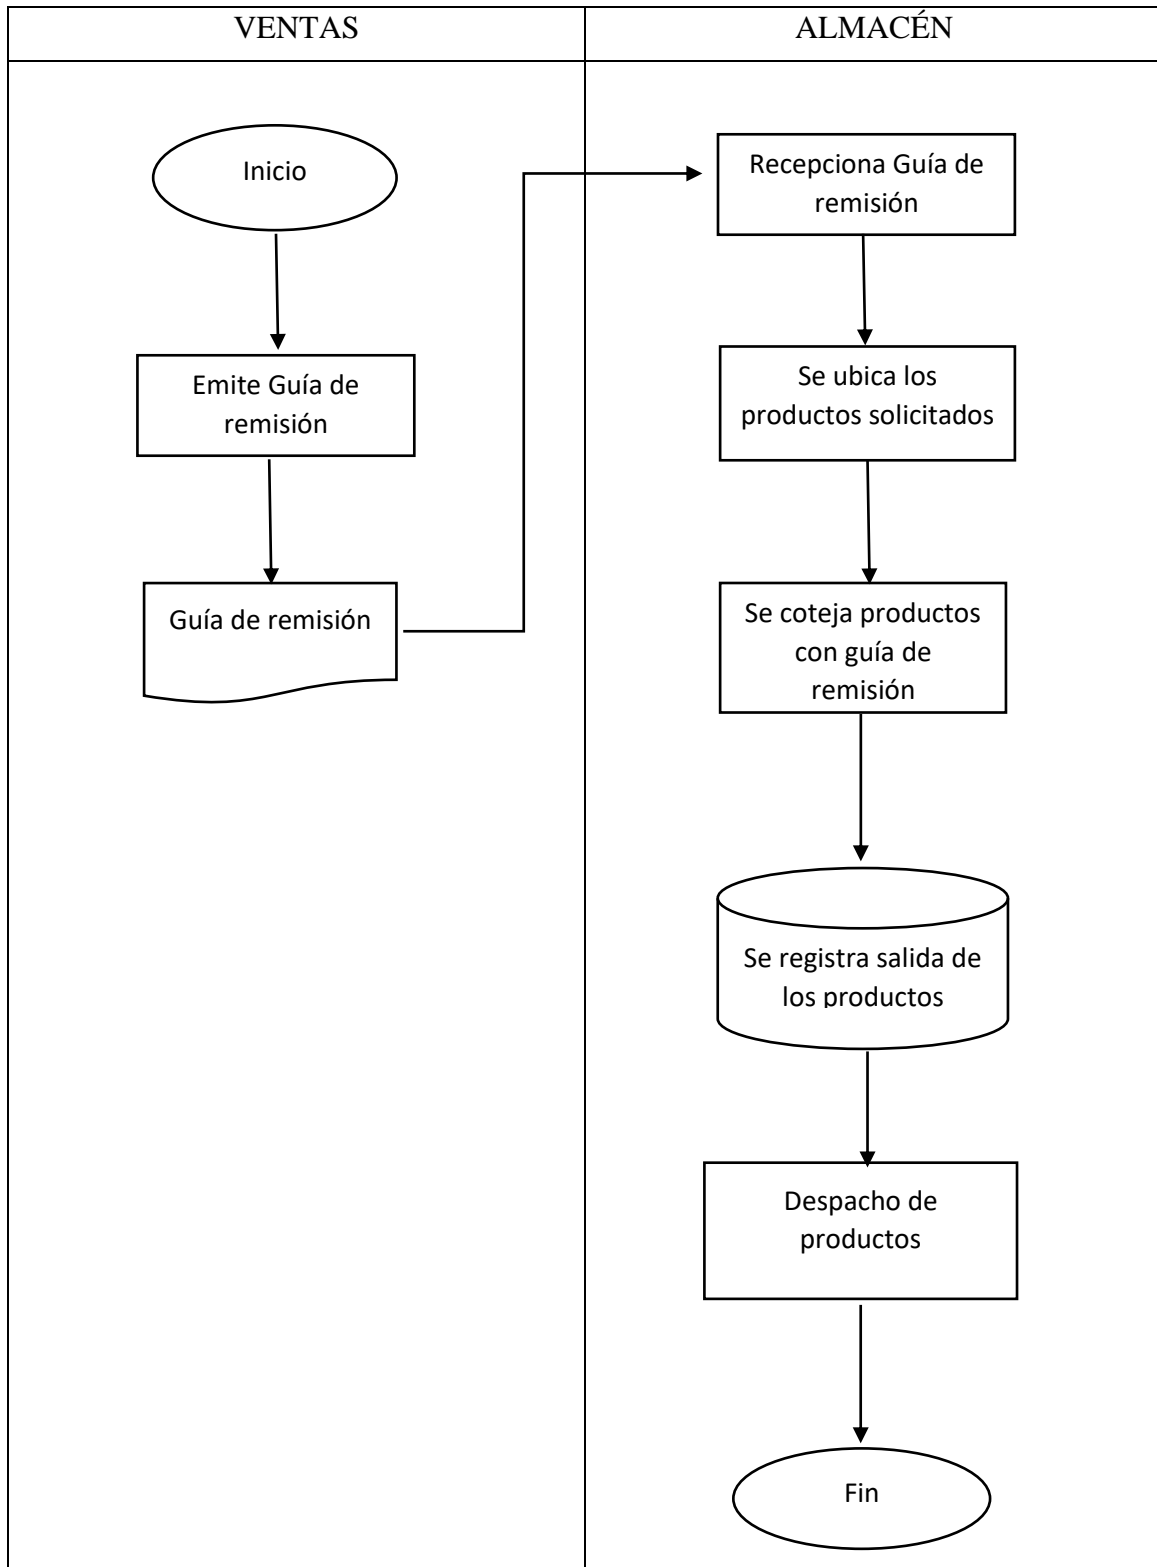 VENTAS
ALMACÉN
Inicio
Emite Guía de
remisión
Guía de remisión
Recepciona Guía de
remisión
Se ubica los
productos solicitados
Se coteja productos
con guía de
remisión
Se registra salida de
los productos
Despacho de
productos
Fin